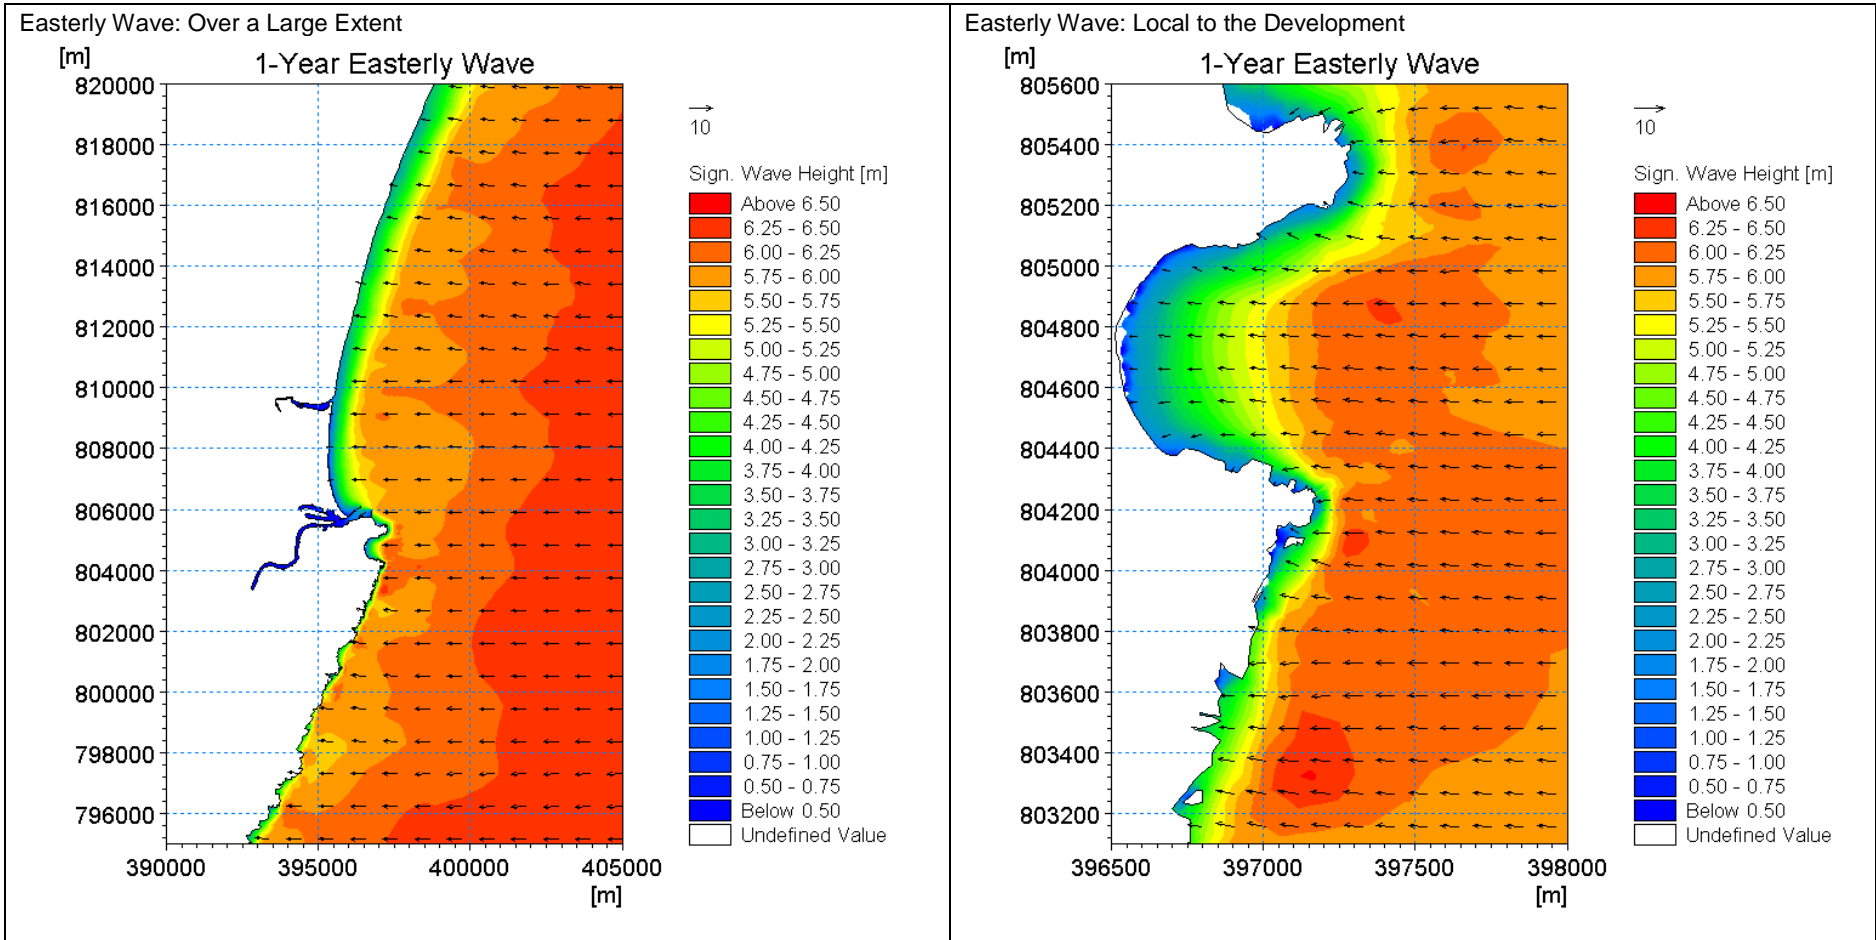 Easterly Wave: Over a Large Extent
[m]
1-Year Easterly Wave
820000
818000
816000
814000
812000
810000
808000
806000
804000
802000
800000
798000
796000
390000 395000 400000 405000
[m]
10
Sign. Wave Height [m]
Above 6.50
6.25 - 6.50
6.00 - 6.25
5.75 - 6.00
5.50 - 5.75
5.25 - 5.50
5.00 - 5.25
4.75 - 5.00
4.50 - 4.75
4.25 - 4.50
4.00 - 4.25
3.75 - 4.00
3.50 - 3.75
3.25 - 3.50
3.00 - 3.25
2.75 - 3.00
2.50 - 2.75
2.25 - 2.50
2.00 - 2.25
1.75 - 2.00
1.50 - 1.75
1.25 - 1.50
1.00 - 1.25
0.75 - 1.00
0.50 - 0.75
Below 0.50
Undefined Value
Easterly Wave: Local to the Development
[m]
1-Year Easterly Wave
805600
805400
805200
805000
804800
804600
804400
804200
804000
803800
803600
803400
803200
396500 397000 397500 398000
[m]
10
Sign. Wave Height [m]
Above 6.50
6.25 - 6.50
6.00 - 6.25
5.75 - 6.00
5.50 - 5.75
5.25 - 5.50
5.00 - 5.25
4.75 - 5.00
4.50 - 4.75
4.25 - 4.50
4.00 - 4.25
3.75 - 4.00
3.50 - 3.75
3.25 - 3.50
3.00 - 3.25
2.75 - 3.00
2.50 - 2.75
2.25 - 2.50
2.00 - 2.25
1.75 - 2.00
1.50 - 1.75
1.25 - 1.50
1.00 - 1.25
0.75 - 1.00
0.50 - 0.75
Below 0.50
Undefined Value